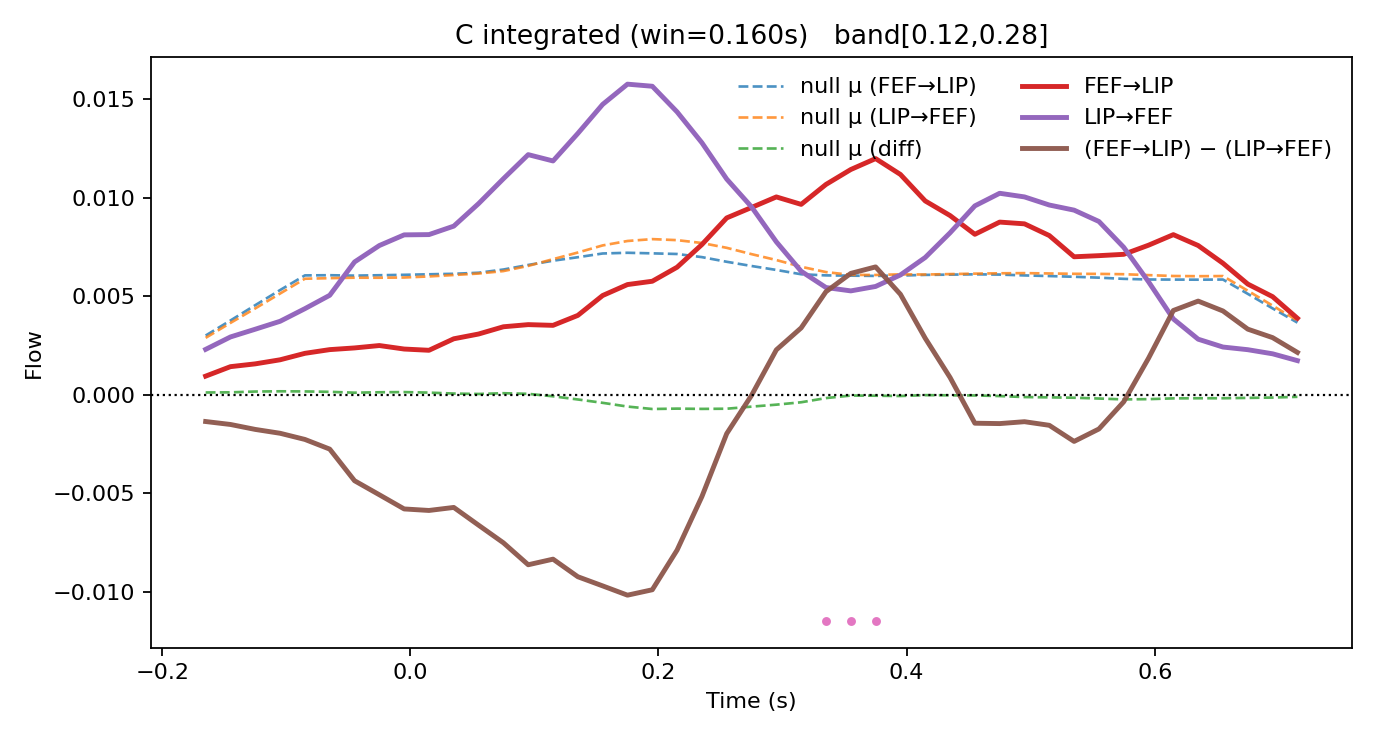 C integrated (win=0.160s)   band[0.12,0.28]
null μ (FEF→LIP)
null μ (LIP→FEF)
null μ (diff)
FEF→LIP
LIP→FEF
(FEF→LIP) − (LIP→FEF)
Flow
0.015
0.010
0.005
0.000
−0.005
−0.010
−0.2
0.0
0.2
0.4
0.6
Time (s)